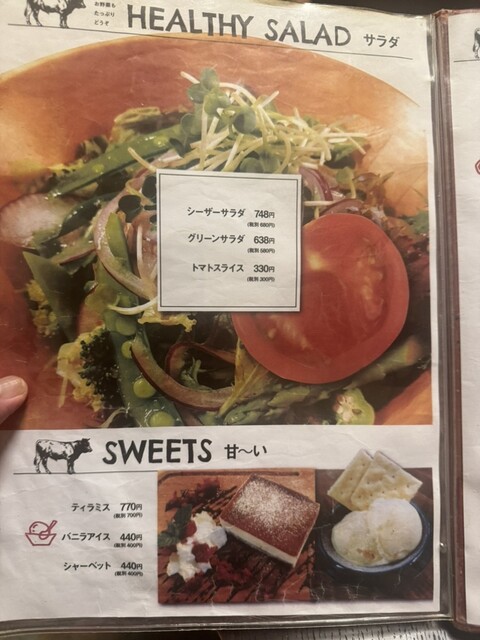 お野菜も
たっぷり
どうぞ
HEALTHY SALAD サラダ
シーザーサラダ 748円
(税別 680円)
グリーンサラダ 638円
(税別 580円)
トマトスライス 330円
(税別 300円)
SWEETS 甘〜い
ティラミス 770円
(税別 700円)
バニラアイス 440円
(税別 400円)
シャーベット 440円
(税別 400円)